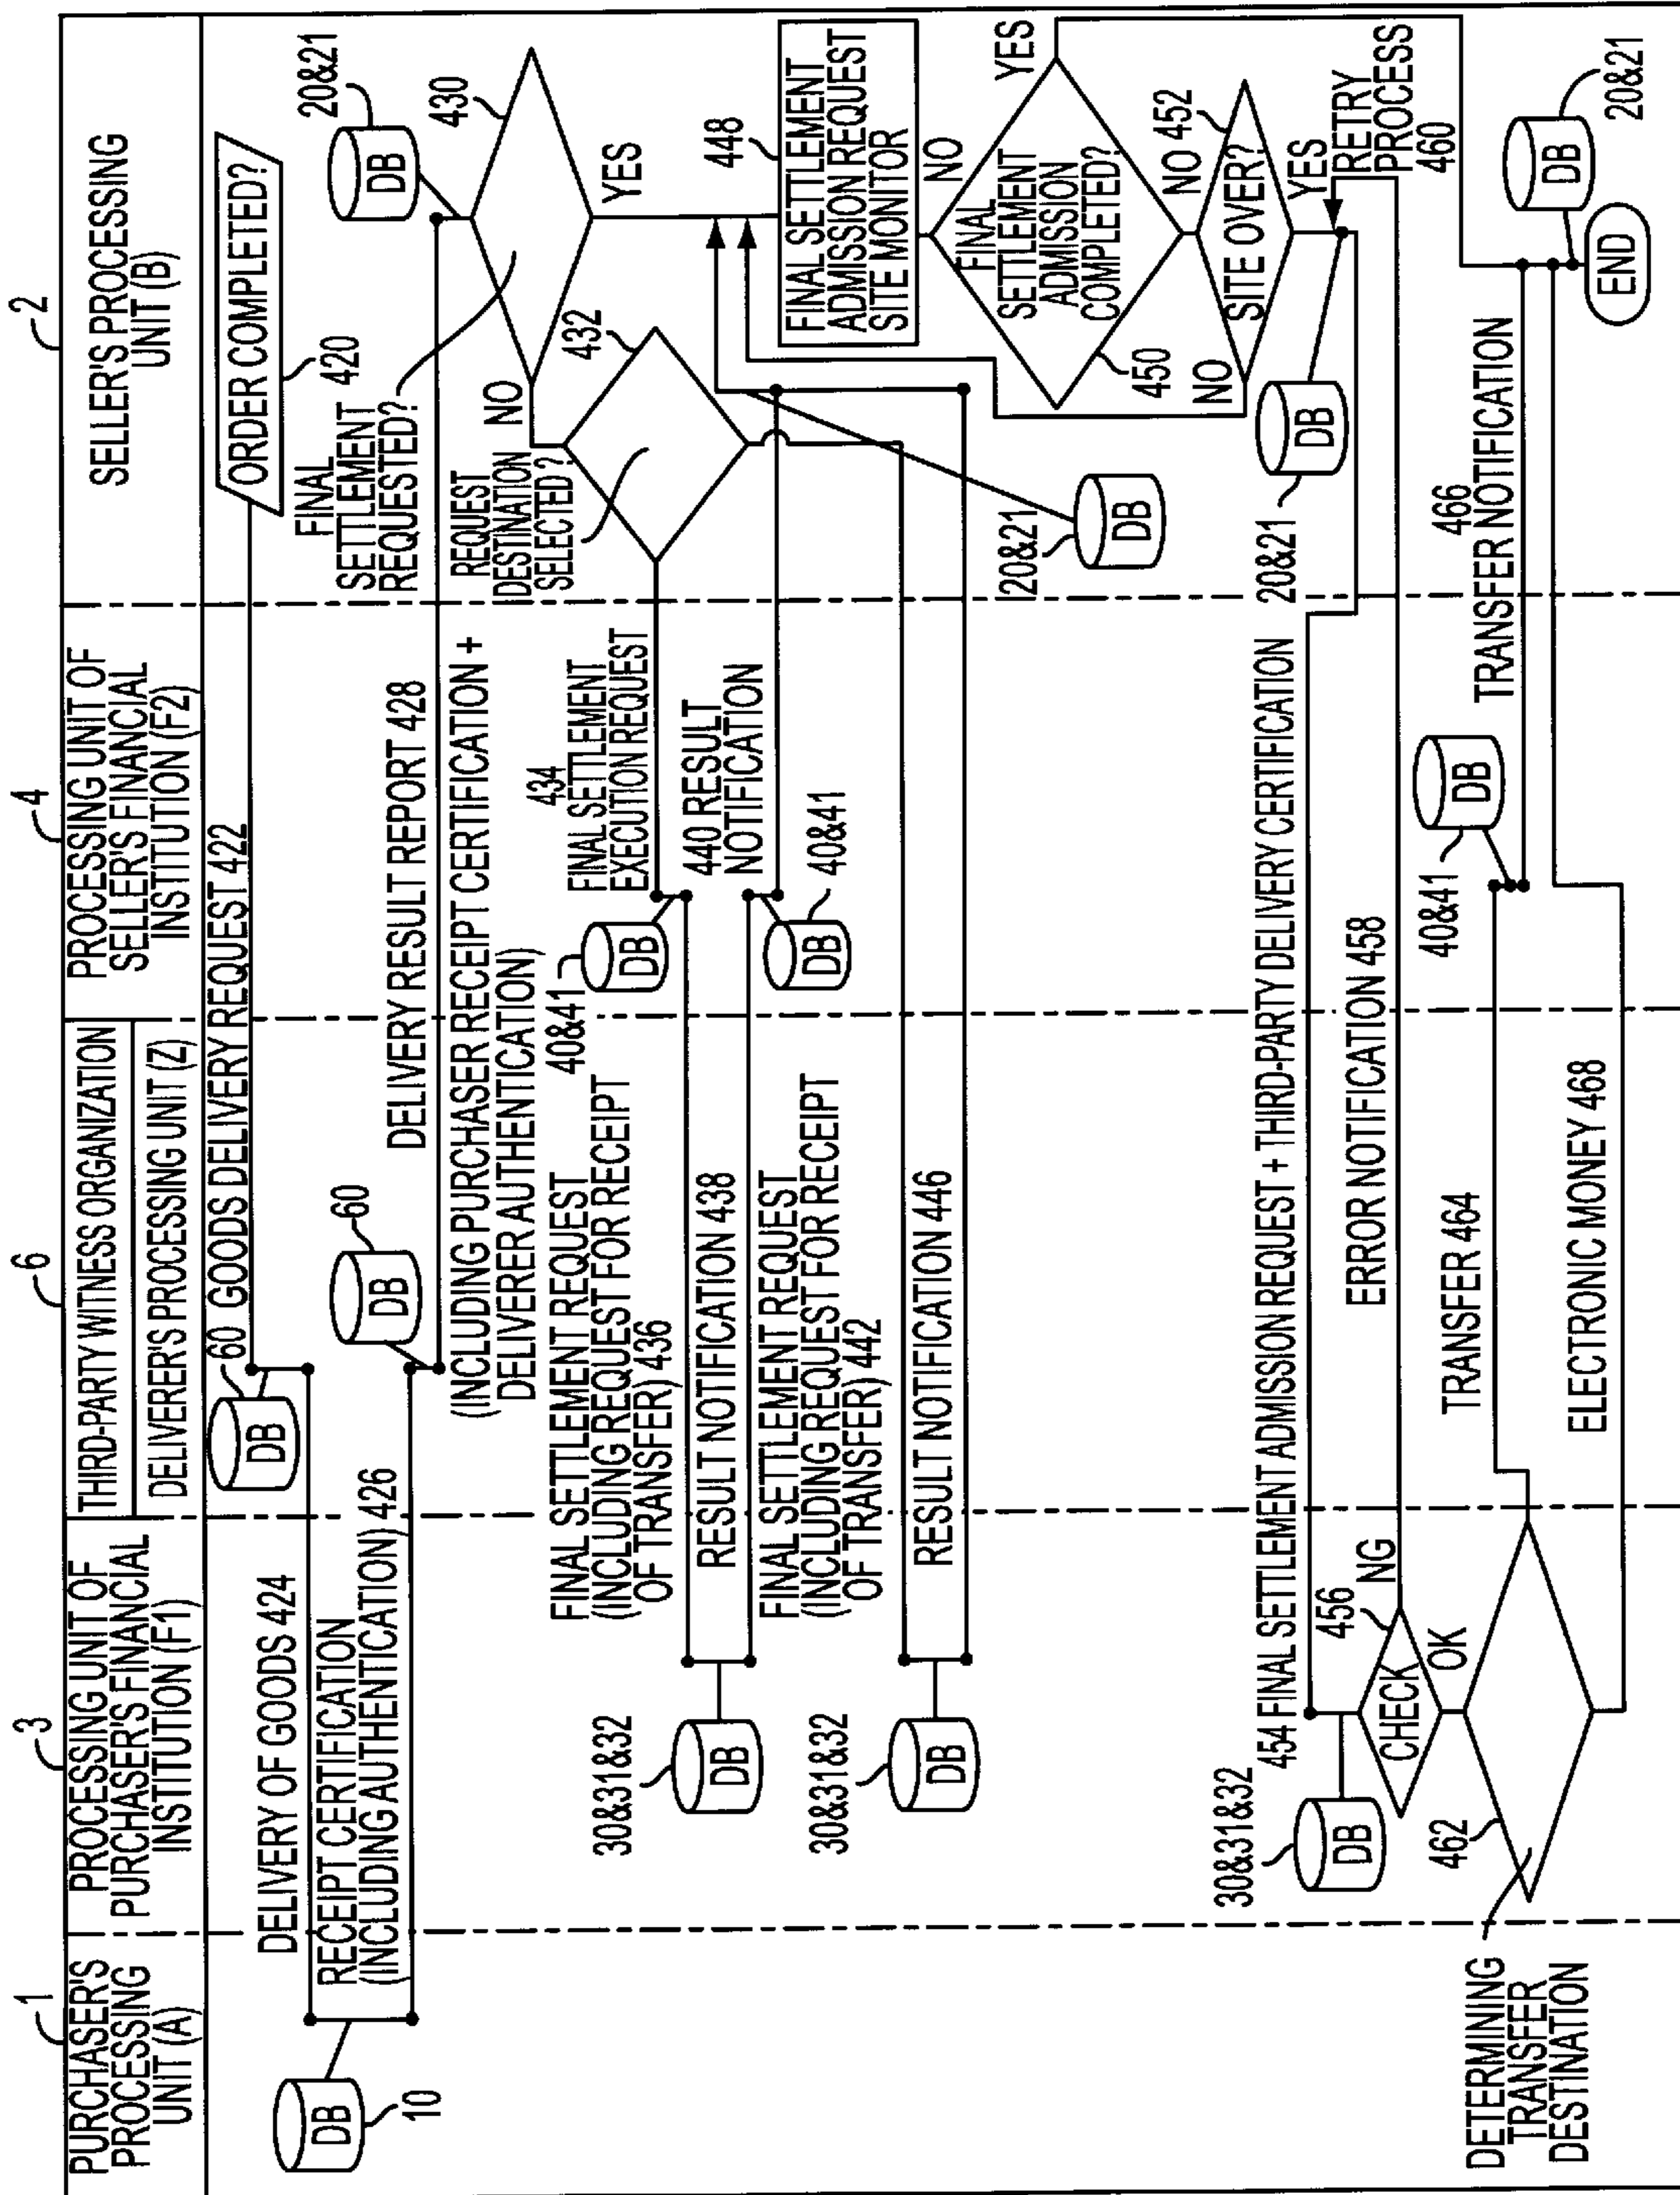 1
PURCHASER'S
PROCESSING
UNIT (A)
3
PROCESSING UNIT OF
PURCHASER'S FINANCIAL
INSTITUTION (F1)
6
THIRD-PARTY WITNESS ORGANIZATION
DELIVERER'S PROCESSING UNIT (Z)
4
PROCESSING UNIT OF
SELLER'S FINANCIAL
INSTITUTION (F2)
2
SELLER'S PROCESSING
UNIT (B)
ORDER COMPLETED?
420
60
GOODS DELIVERY REQUEST 422
DB
DELIVERY OF GOODS 424
DB
10
RECEIPT CERTIFICATION
(INCLUDING AUTHENTICATION) 426
60
DB
DELIVERY RESULT REPORT 428
(INCLUDING PURCHASER RECEIPT CERTIFICATION +
DELIVERER AUTHENTICATION)
FINAL
SETTLEMENT
REQUESTED?
20&21
DB
430
YES
NO
REQUEST
DESTINATION
SELECTED ?
432
434
FINAL SETTLEMENT
EXECUTION REQUEST
40&41
DB
FINAL SETTLEMENT REQUEST
(INCLUDING REQUEST FOR RECEIPT
OF TRANSFER) 436
30&31&32
DB
RESULT NOTIFICATION 438
440 RESULT
NOTIFICATION
DB
40&41
FINAL SETTLEMENT REQUEST
(INCLUDING REQUEST FOR RECEIPT
OF TRANSFER) 442
30&31&32
DB
RESULT NOTIFICATION 446
20&21
DB
448
FINAL SETTLEMENT
ADMISSION REQUEST
SITE MONITOR
NO
YES
FINAL
SETTLEMENT
ADMISSION
COMPLETED?
450
NO
452
SITE OVER?
NO
YES
20&21
DB
RETRY
PROCESS
460
454 FINAL SETTLEMENT ADMISSION REQUEST + THIRD-PARTY DELIVERY CERTIFICATION
30&31&32
DB
456
CHECK
NG
OK
ERROR NOTIFICATION 458
462
DETERMINING
TRANSFER
DESTINATION
TRANSFER 464
40&41
DB
466
TRANSFER NOTIFICATION
ELECTRONIC MONEY 468
DB
20&21
END